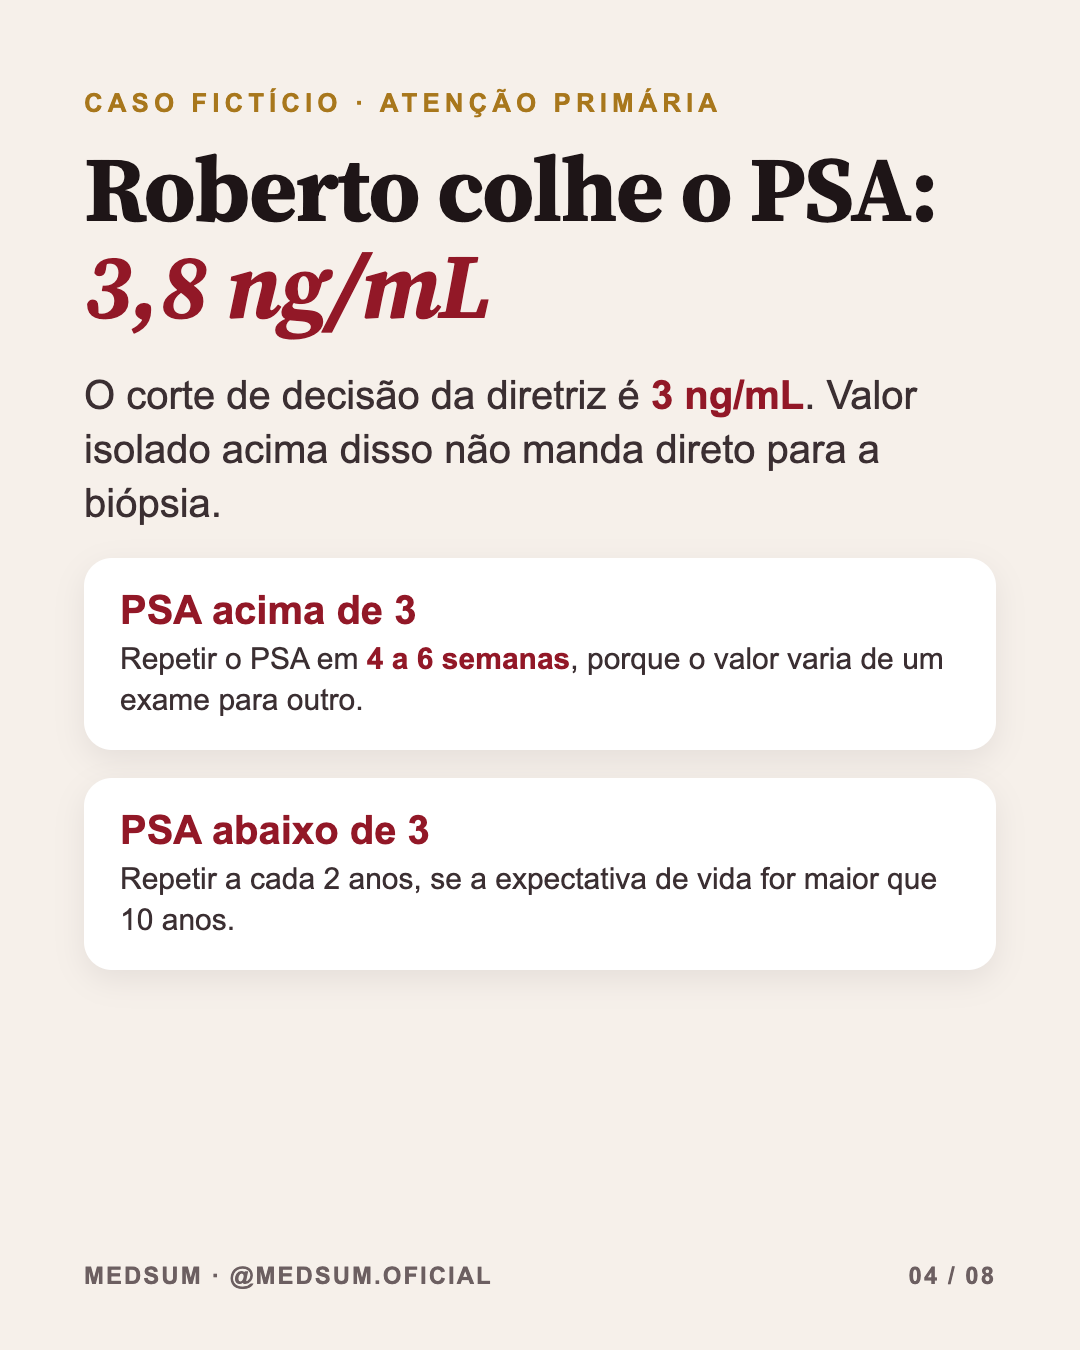 CASO FICTÍCIO · ATENÇÃO PRIMÁRIA
Roberto colhe o PSA:
3,8 ng/mL
O corte de decisão da diretriz é 3 ng/mL. Valor
isolado acima disso não manda direto para a
biópsia.
PSA acima de 3
Repetir o PSA em 4 a 6 semanas, porque o valor varia de um
exame para outro.
PSA abaixo de 3
Repetir a cada 2 anos, se a expectativa de vida for maior que
10 anos.
MEDSUM · @MEDSUM.OFICIAL
04 / 08